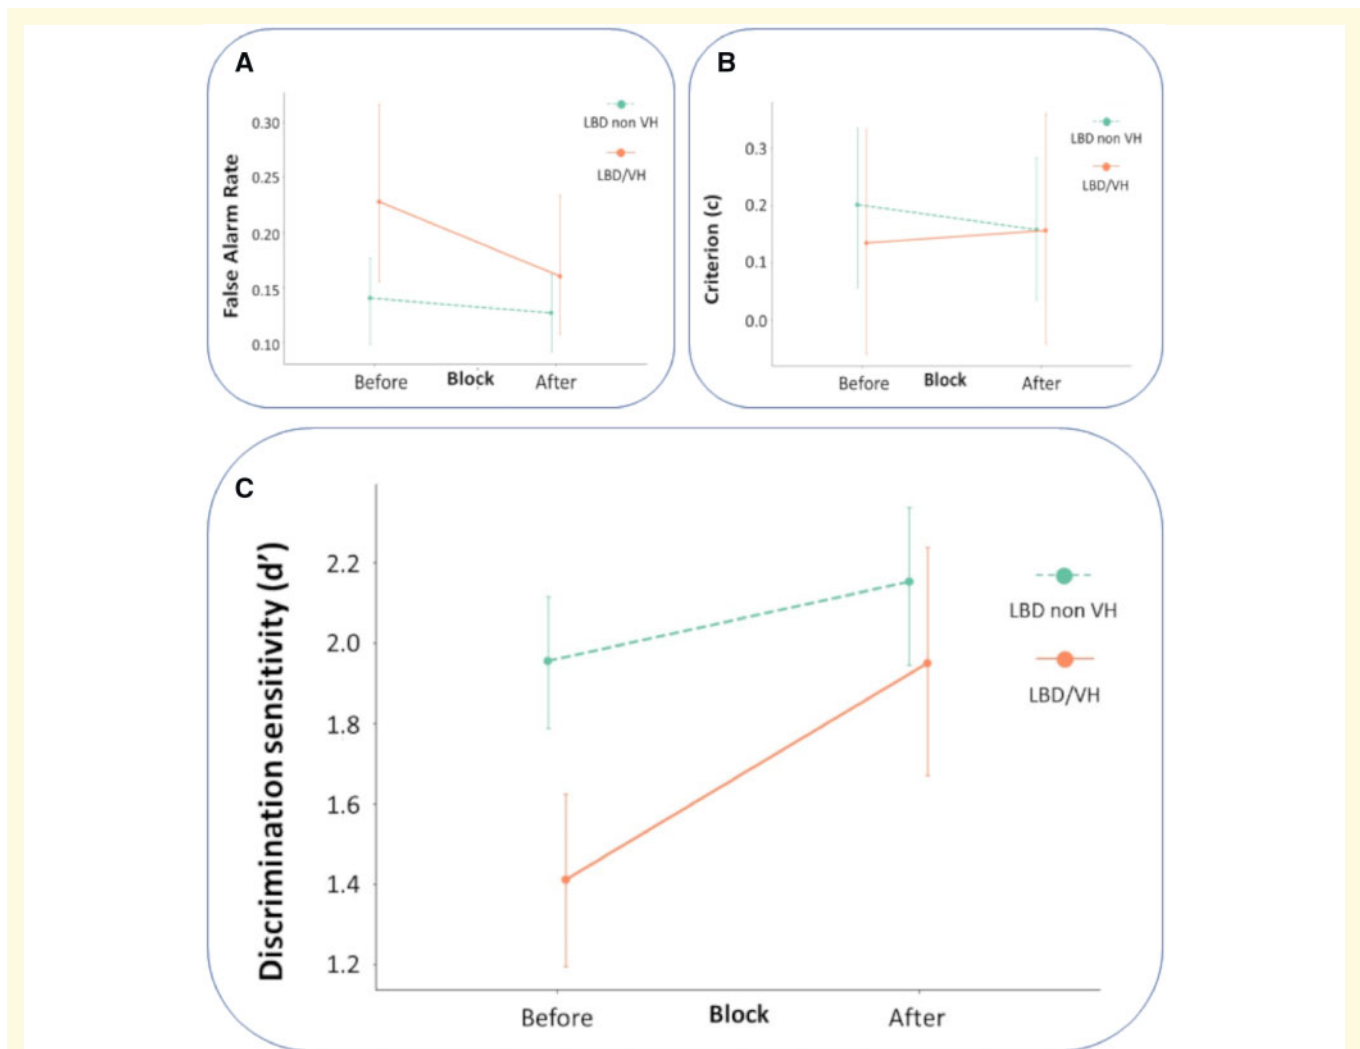 A
False Alarm Rate
0.30
0.25
0.20
0.15
0.10
Before
Block
After
LBD non VH
LBD/VH
B
Criterion (c)
0.3
0.2
0.1
0.0
Before
Block
After
LBD non VH
LBD/VH
C
Discrimination sensitivity (d’)
2.2
2.0
1.8
1.6
1.4
1.2
Before
Block
After
LBD non VH
LBD/VH